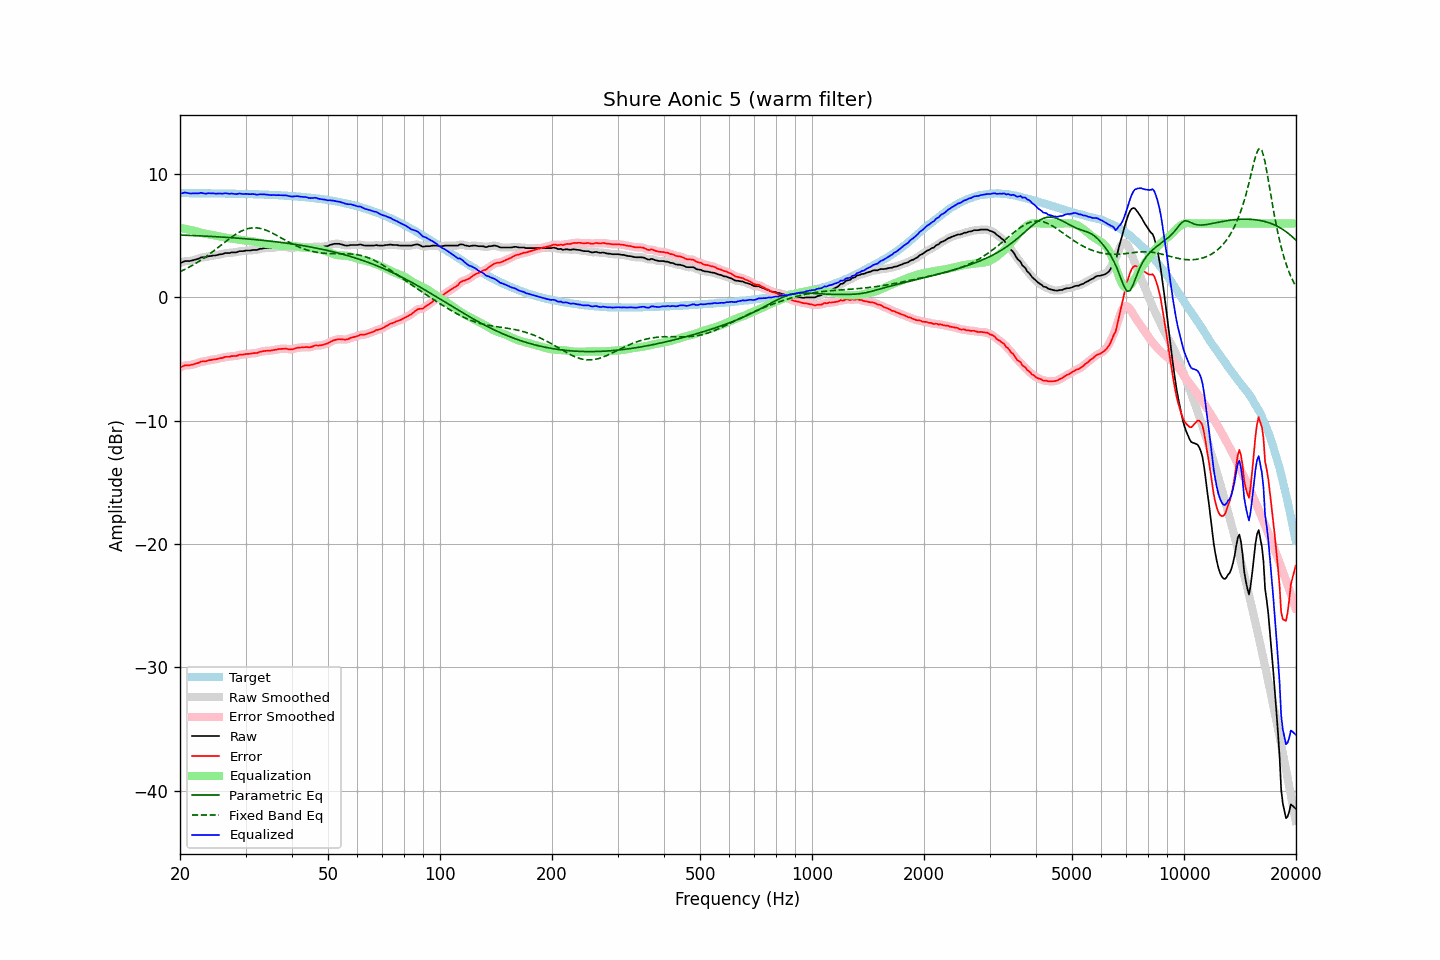 Shure Aonic 5 (warm filter)
Amplitude (dBr)
10
0
−10
−20
−30
−40
Target
Raw Smoothed
Error Smoothed
Raw
Error
Equalization
Parametric Eq
Fixed Band Eq
Equalized
20 50 100 200 500 1000 2000 5000 10000 20000
Frequency (Hz)